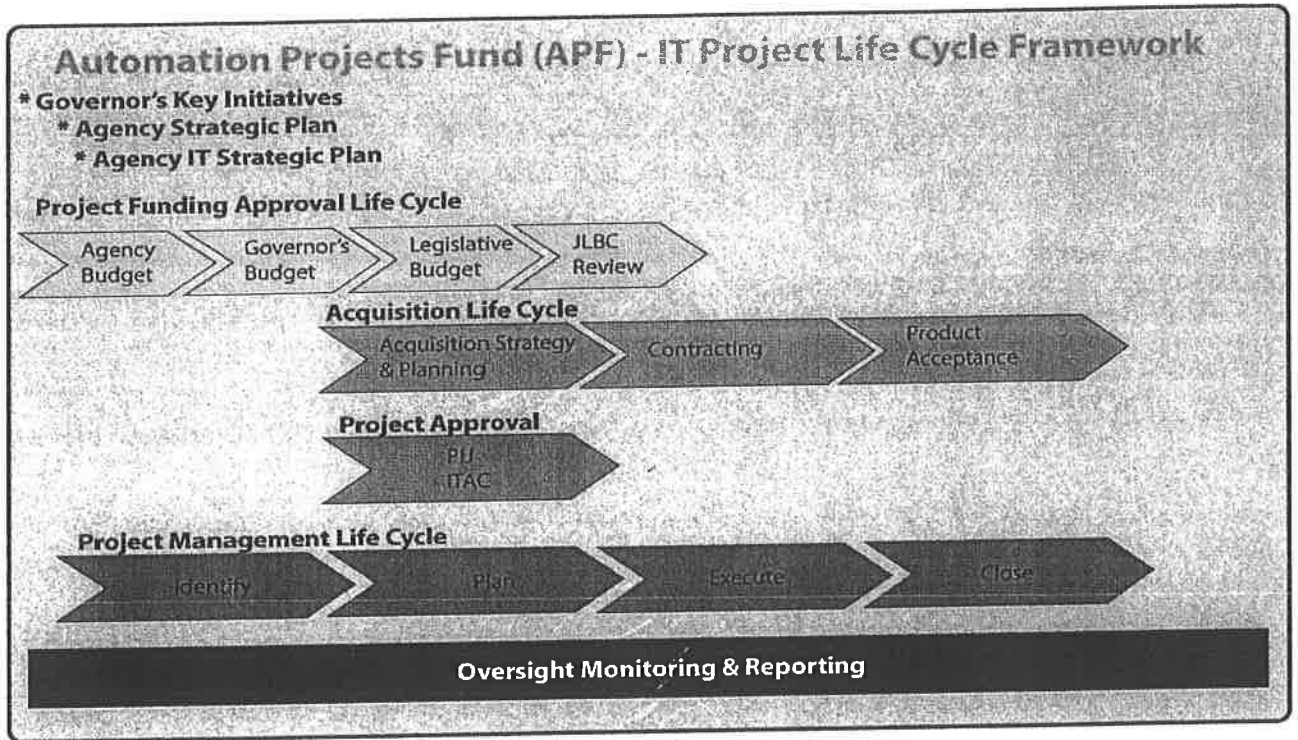 Automation Projects Fund (APF) - IT Project Life Cycle Framework
* Governor's Key Initiatives
* Agency Strategic Plan
* Agency IT Strategic Plan
Project Funding Approval Life Cycle
Agency
Budget
Governor's
Budget
Legislative
Budget
JLBC
Review
Acquisition Life Cycle
Acquisition Strategy
& Planning
Contracting
Product
Acceptance
Project Approval
PIJ
ITAC
Project Management Life Cycle
Identify
Plan
Execute
Close
Oversight Monitoring & Reporting